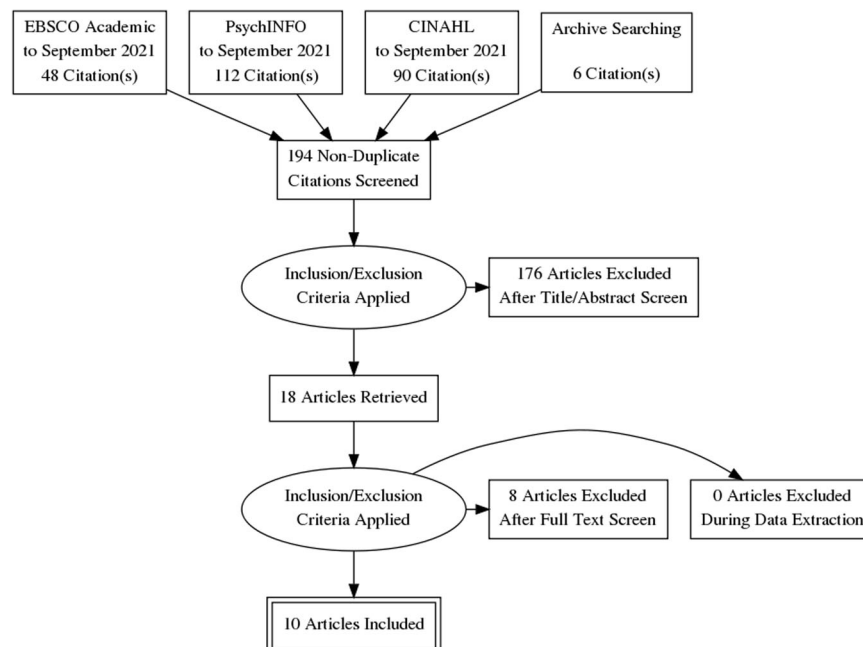 EBSCO Academic
to September 2021
48 Citation(s)
PsychINFO
to September 2021
112 Citation(s)
CINAHL
to September 2021
90 Citation(s)
Archive Searching
6 Citation(s)
194 Non-Duplicate
Citations Screened
Inclusion/Exclusion
Criteria Applied
176 Articles Excluded
After Title/Abstract Screen
18 Articles Retrieved
Inclusion/Exclusion
Criteria Applied
8 Articles Excluded
After Full Text Screen
0 Articles Excluded
During Data Extraction
10 Articles Included